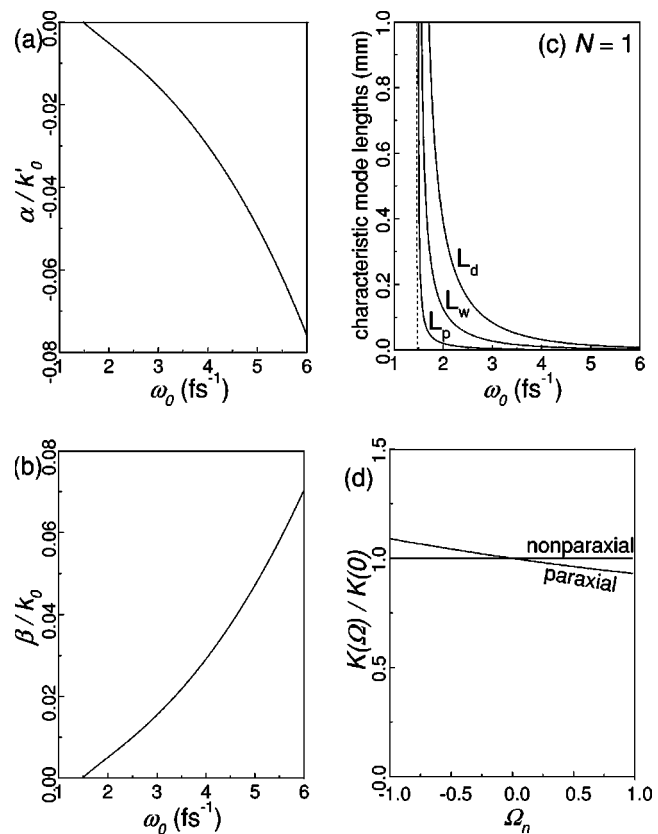 (a)
α / k'₀
0.00
-0.02
-0.04
-0.06
-0.08
1 2 3 4 5 6
ω₀ (fs⁻¹)
(c) N = 1
characteristic mode lengths (mm)
1.0
0.8
0.6
0.4
0.2
0.0
L_d
L_w
L_p
1 2 3 4 5 6
ω₀ (fs⁻¹)
(b)
β / k₀
0.08
0.06
0.04
0.02
0.00
1 2 3 4 5 6
ω₀ (fs⁻¹)
(d)
K(Ω) / K(0)
1.5
1.0
0.5
0.0
nonparaxial
paraxial
-1.0 -0.5 0.0 0.5 1.0
Ωₙ